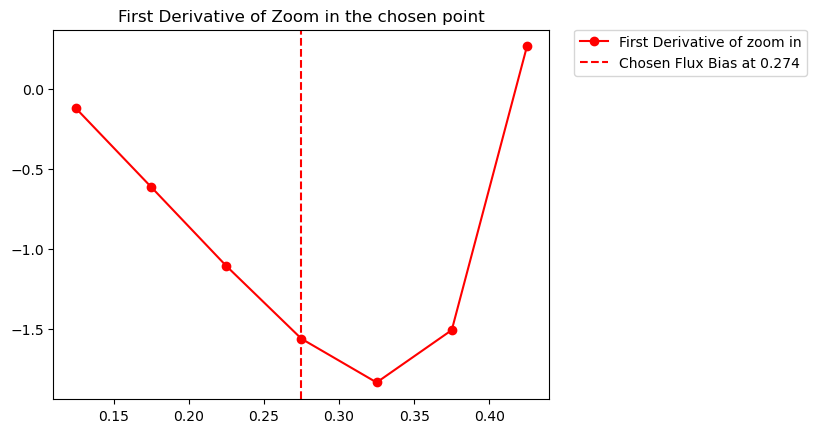 First Derivative of Zoom in the chosen point
First Derivative of zoom in
Chosen Flux Bias at 0.274
0.0
−0.5
−1.0
−1.5
0.15 0.20 0.25 0.30 0.35 0.40